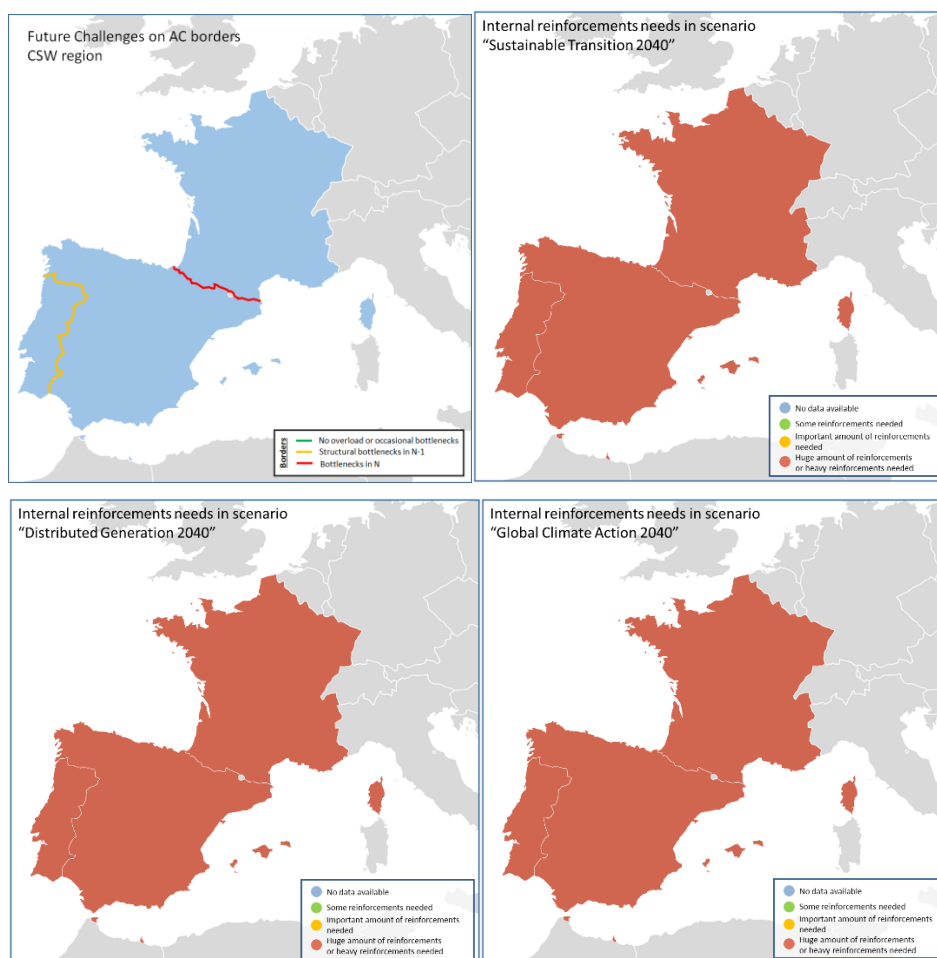 Future Challenges on AC borders
CSW region
Borders
No overload or occasional bottlenecks
Structural bottlenecks in N-1
Bottlenecks in N
Internal reinforcements needs in scenario
“Sustainable Transition 2040”
No data available
Some reinforcements needed
Important amount of reinforcements
needed
Huge amount of reinforcements
or heavy reinforcements needed
Internal reinforcements needs in scenario
“Distributed Generation 2040”
No data available
Some reinforcements needed
Important amount of reinforcements
needed
Huge amount of reinforcements
or heavy reinforcements needed
Internal reinforcements needs in scenario
“Global Climate Action 2040”
No data available
Some reinforcements needed
Important amount of reinforcements
needed
Huge amount of reinforcements
or heavy reinforcements needed